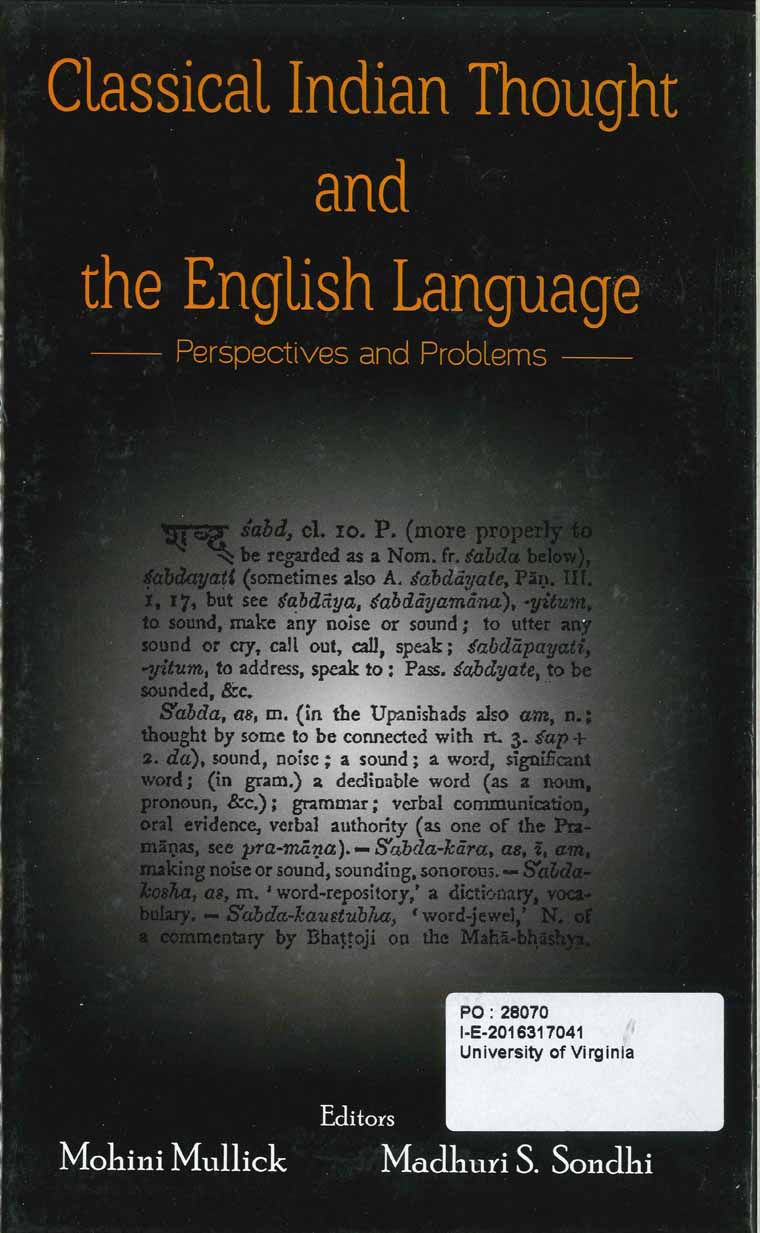 Classical Indian Thought
and
the English Language
Perspectives and Problems
शब्द् śabd, cl. 10. P. (more properly to
be regarded as a Nom. fr. śabda below),
śabdayati (sometimes also A. śabdāyate, Pāṇ. III.
1, 17, but see śabdāya, śabdāyamāna), -yitum,
to sound, make any noise or sound; to utter any
sound or cry, call out, call, speak; śabdāpayati,
-yitum, to address, speak to: Pass. śabdyate, to be
sounded, &c.
S'abda, as, m. (in the Upanishads also am, n.;
thought by some to be connected with rt. 3. śap +
2. da), sound, noise; a sound; a word, significant
word; (in gram.) a declinable word (as a noun,
pronoun, &c.); grammar; verbal communication,
oral evidence, verbal authority (as one of the Pra-
māṇas, see pra-māṇa). — S'abda-kāra, as, ī, am,
making noise or sound, sounding, sonorous. — S'abda-
kosha, as, m. 'word-repository,' a dictionary, voca-
bulary. — S'abda-kaustubha, 'word-jewel,' N. of
a commentary by Bhaṭṭoji on the Mahā-bhāshya.
PO : 28070
I-E-2016317041
University of Virginia
Editors
Mohini Mullick Madhuri S. Sondhi